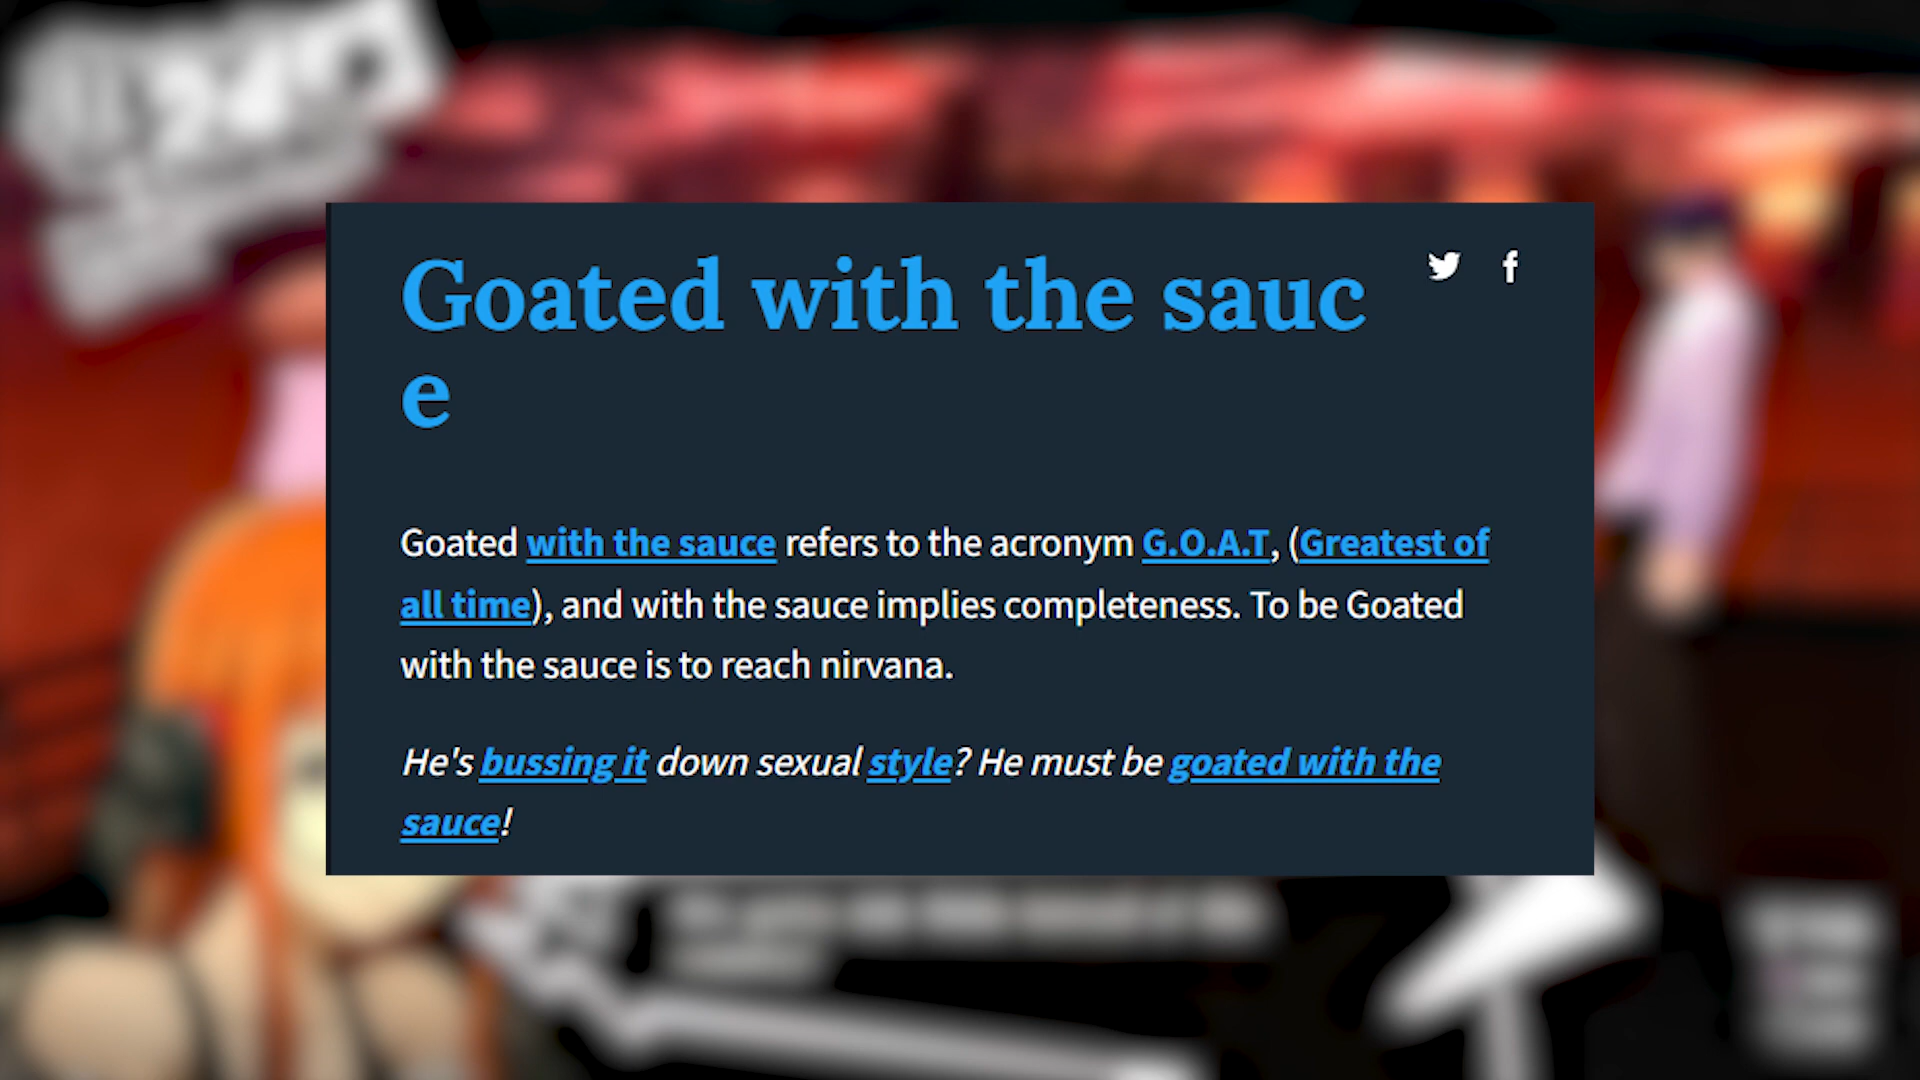 Goated with the sauc
e
Goated with the sauce refers to the acronym G.O.A.T, (Greatest of
all time), and with the sauce implies completeness. To be Goated
with the sauce is to reach nirvana.
He's bussing it down sexual style? He must be goated with the
sauce!